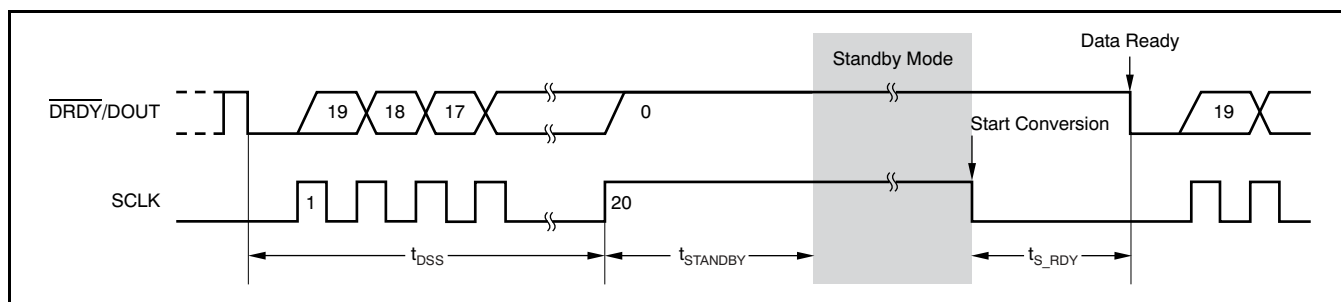 Data Ready
Standby Mode
DRDY/DOUT
19 18 17 0 19
Start Conversion
SCLK
1 20
tDSS tSTANDBY tS_RDY